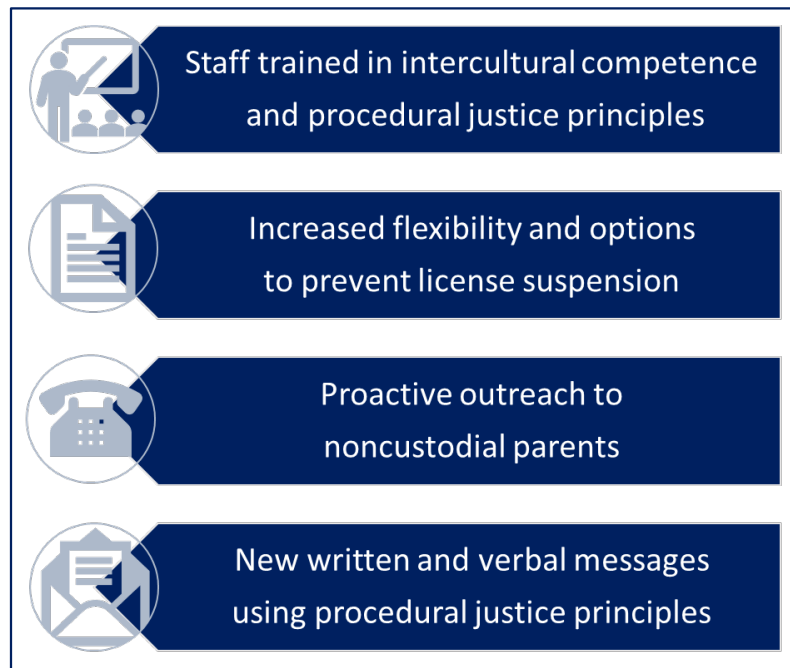 Staff trained in intercultural competence
and procedural justice principles
Increased flexibility and options
to prevent license suspension
Proactive outreach to
noncustodial parents
New written and verbal messages
using procedural justice principles